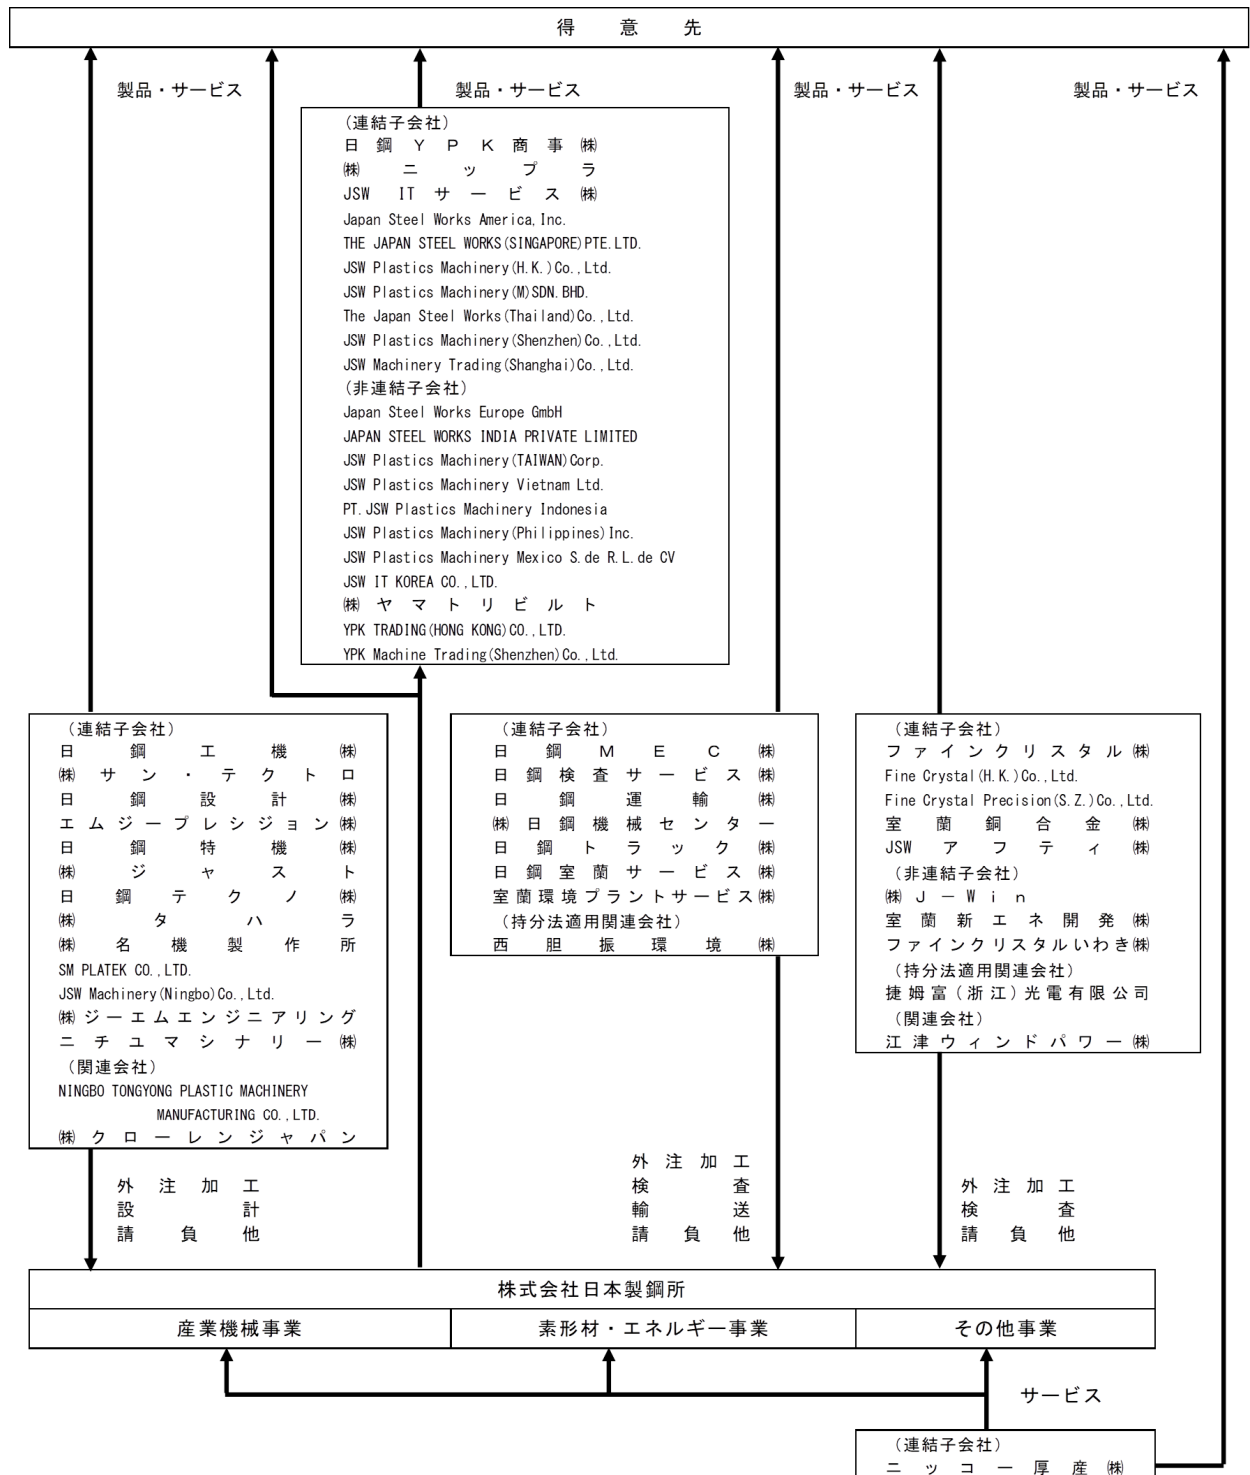 得意先
製品・サービス
製品・サービス
製品・サービス
製品・サービス
（連結子会社）
日鋼ＹＰＫ商事㈱
㈱ニップラ
JSW ITサービス㈱
Japan Steel Works America,Inc.
THE JAPAN STEEL WORKS(SINGAPORE)PTE.LTD.
JSW Plastics Machinery(H.K.)Co.,Ltd.
JSW Plastics Machinery(M)SDN.BHD.
The Japan Steel Works(Thailand)Co.,Ltd.
JSW Plastics Machinery(Shenzhen)Co.,Ltd.
JSW Machinery Trading(Shanghai)Co.,Ltd.
（非連結子会社）
Japan Steel Works Europe GmbH
JAPAN STEEL WORKS INDIA PRIVATE LIMITED
JSW Plastics Machinery(TAIWAN)Corp.
JSW Plastics Machinery Vietnam Ltd.
PT.JSW Plastics Machinery Indonesia
JSW Plastics Machinery(Philippines)Inc.
JSW Plastics Machinery Mexico S.de R.L.de CV
JSW IT KOREA CO.,LTD.
㈱ヤマトリビルト
YPK TRADING(HONG KONG)CO.,LTD.
YPK Machine Trading(Shenzhen)Co.,Ltd.
（連結子会社）
日鋼工機㈱
㈱サン・テクトロ
日鋼設計㈱
エムジープレシジョン㈱
日鋼特機㈱
㈱ジャスト
日鋼テクノ㈱
㈱タハラ
㈱名機製作所
SM PLATEK CO.,LTD.
JSW Machinery(Ningbo)Co.,Ltd.
㈱ジーエムエンジニアリング
ニチユマシナリー㈱
（関連会社）
NINGBO TONGYONG PLASTIC MACHINERY
MANUFACTURING CO.,LTD.
㈱クローレンジャパン
（連結子会社）
日鋼ＭＥＣ㈱
日鋼検査サービス㈱
日鋼運輸㈱
㈱日鋼機械センター
日鋼トラック㈱
日鋼室蘭サービス㈱
室蘭環境プラントサービス㈱
（持分法適用関連会社）
西胆振環境㈱
（連結子会社）
ファインクリスタル㈱
Fine Crystal(H.K.)Co.,Ltd.
Fine Crystal Precision(S.Z.)Co.,Ltd.
室蘭銅合金㈱
JSWアフティ㈱
（非連結子会社）
㈱Ｊ－Ｗｉｎ
室蘭新エネ開発㈱
ファインクリスタルいわき㈱
（持分法適用関連会社）
捷姆富（浙江）光電有限公司
（関連会社）
江津ウィンドパワー㈱
外注加工
設計
請負他
外注加工
検査
輸送
請負他
外注加工
検査
請負他
株式会社日本製鋼所
産業機械事業
素形材・エネルギー事業
その他事業
サービス
（連結子会社）
ニッコー厚産㈱